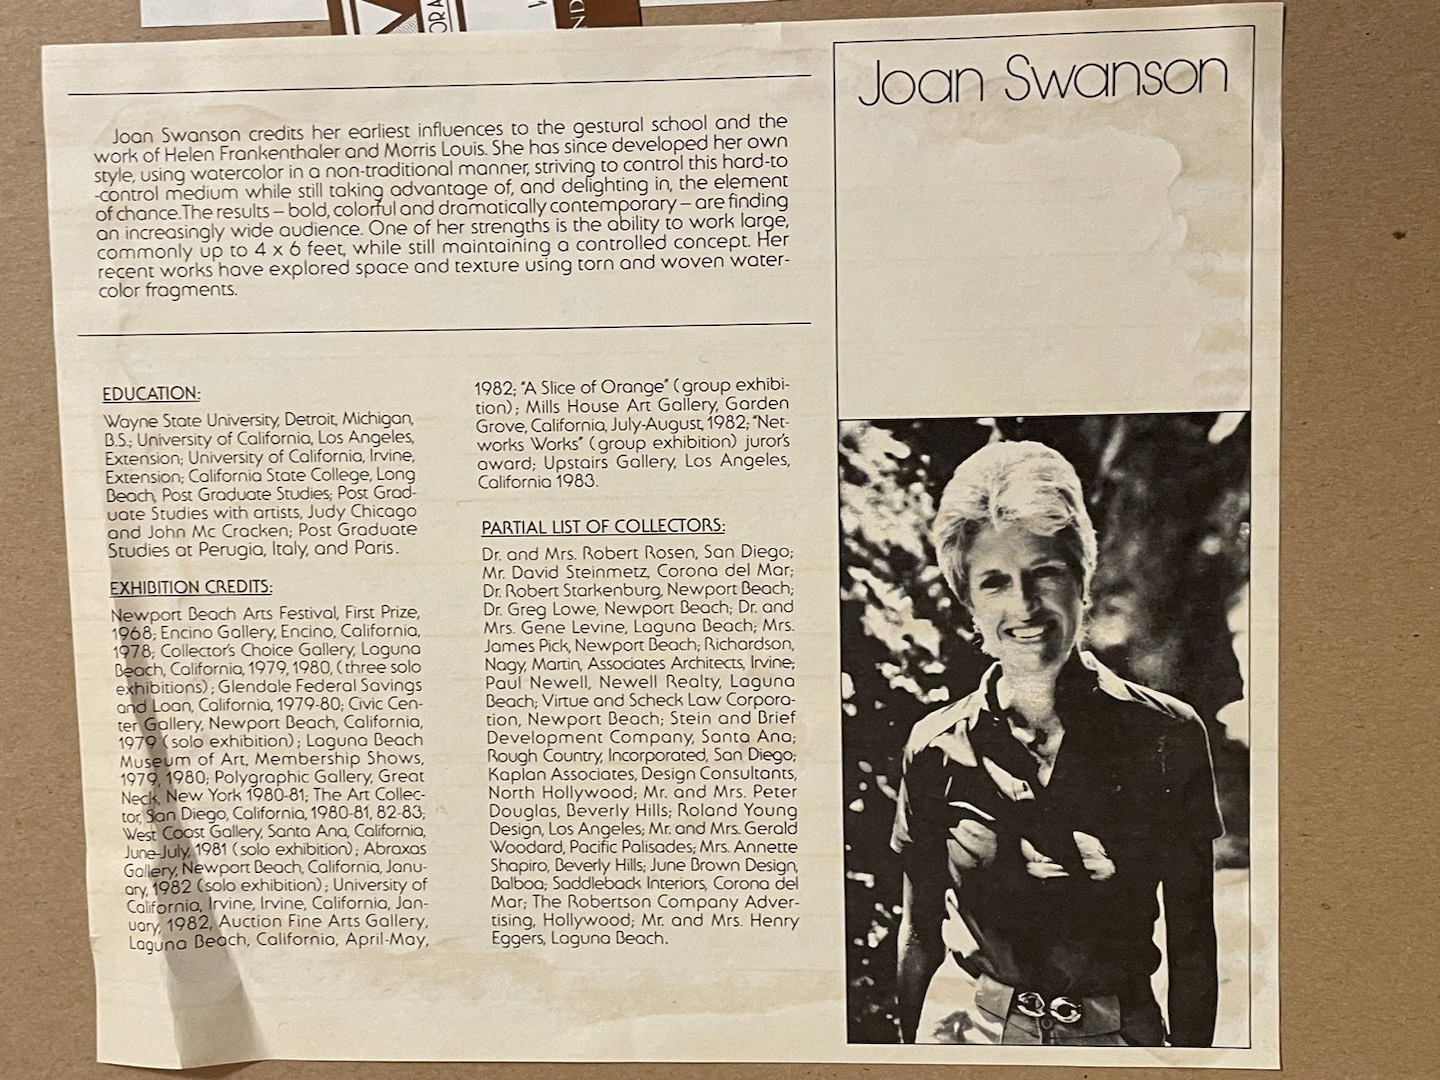 ORA
ND
Joan Swanson
Joan Swanson credits her earliest influences to the gestural school and the
work of Helen Frankenthaler and Morris Louis. She has since developed her own
style, using watercolor in a non-traditional manner, striving to control this hard-to
-control medium while still taking advantage of, and delighting in, the element
of chance. The results – bold, colorful and dramatically contemporary – are finding
an increasingly wide audience. One of her strengths is the ability to work large,
commonly up to 4 x 6 feet, while still maintaining a controlled concept. Her
recent works have explored space and texture using torn and woven water-
color fragments.
EDUCATION:
Wayne State University, Detroit, Michigan,
B.S.; University of California, Los Angeles,
Extension; University of California, Irvine,
Extension; California State College, Long
Beach, Post Graduate Studies; Post Grad-
uate Studies with artists, Judy Chicago
and John Mc Cracken; Post Graduate
Studies at Perugia, Italy, and Paris.
EXHIBITION CREDITS:
Newport Beach Arts Festival, First Prize,
1968; Encino Gallery, Encino, California,
1978; Collector's Choice Gallery, Laguna
Beach, California, 1979, 1980, (three solo
exhibitions); Glendale Federal Savings
and Loan, California, 1979-80; Civic Cen-
ter Gallery, Newport Beach, California,
1979 (solo exhibition); Laguna Beach
Museum of Art, Membership Shows,
1979, 1980; Polygraphic Gallery, Great
Neck, New York 1980-81; The Art Collec-
tor, San Diego, California, 1980-81, 82-83;
West Coast Gallery, Santa Ana, California,
June-July, 1981 (solo exhibition); Abraxas
Gallery, Newport Beach, California, Janu-
ary, 1982 (solo exhibition); University of
California, Irvine, Irvine, California, Jan-
uary, 1982, Auction Fine Arts Gallery,
Laguna Beach, California, April-May,
1982; "A Slice of Orange" (group exhibi-
tion); Mills House Art Gallery, Garden
Grove, California, July-August, 1982; "Net-
works Works" (group exhibition) juror's
award; Upstairs Gallery, Los Angeles,
California 1983.
PARTIAL LIST OF COLLECTORS:
Dr. and Mrs. Robert Rosen, San Diego;
Mr. David Steinmetz, Corona del Mar;
Dr. Robert Starkenburg, Newport Beach;
Dr. Greg Lowe, Newport Beach; Dr. and
Mrs. Gene Levine, Laguna Beach; Mrs.
James Pick, Newport Beach; Richardson,
Nagy, Martin, Associates Architects, Irvine;
Paul Newell, Newell Realty, Laguna
Beach; Virtue and Scheck Law Corpora-
tion, Newport Beach; Stein and Brief
Development Company, Santa Ana;
Rough Country, Incorporated, San Diego;
Kaplan Associates, Design Consultants,
North Hollywood; Mr. and Mrs. Peter
Douglas, Beverly Hills; Roland Young
Design, Los Angeles; Mr. and Mrs. Gerald
Woodard, Pacific Palisades; Mrs. Annette
Shapiro, Beverly Hills; June Brown Design,
Balboa; Saddleback Interiors, Corona del
Mar; The Robertson Company Adver-
tising, Hollywood; Mr. and Mrs. Henry
Eggers, Laguna Beach.